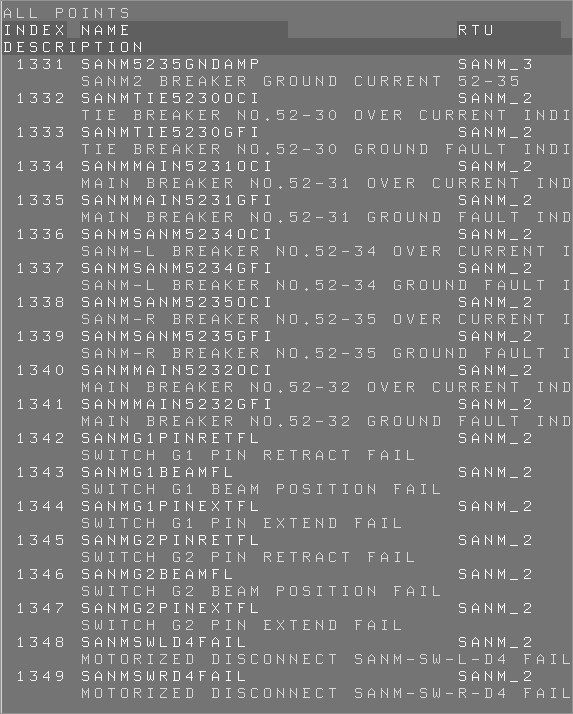 ALL POINTS
INDEX NAME RTU
DESCRIPTION
1331 SANM5235GNDAMP SANM_3
SANM2 BREAKER GROUND CURRENT 52-35
1332 SANMTIE5230OCI SANM_2
TIE BREAKER NO.52-30 OVER CURRENT INDI
1333 SANMTIE5230GFI SANM_2
TIE BREAKER NO.52-30 GROUND FAULT INDI
1334 SANMMAIN5231OCI SANM_2
MAIN BREAKER NO.52-31 OVER CURRENT IND
1335 SANMMAIN5231GFI SANM_2
MAIN BREAKER NO.52-31 GROUND FAULT IND
1336 SANMSANM5234OCI SANM_2
SANM-L BREAKER NO.52-34 OVER CURRENT I
1337 SANMSANM5234GFI SANM_2
SANM-L BREAKER NO.52-34 GROUND FAULT I
1338 SANMSANM5235OCI SANM_2
SANM-R BREAKER NO.52-35 OVER CURRENT I
1339 SANMSANM5235GFI SANM_2
SANM-R BREAKER NO.52-35 GROUND FAULT I
1340 SANMMAIN5232OCI SANM_2
MAIN BREAKER NO.52-32 OVER CURRENT IND
1341 SANMMAIN5232GFI SANM_2
MAIN BREAKER NO.52-32 GROUND FAULT IND
1342 SANMG1PINRETFL SANM_2
SWITCH G1 PIN RETRACT FAIL
1343 SANMG1BEAMFL SANM_2
SWITCH G1 BEAM POSITION FAIL
1344 SANMG1PINEXTFL SANM_2
SWITCH G1 PIN EXTEND FAIL
1345 SANMG2PINRETFL SANM_2
SWITCH G2 PIN RETRACT FAIL
1346 SANMG2BEAMFL SANM_2
SWITCH G2 BEAM POSITION FAIL
1347 SANMG2PINEXTFL SANM_2
SWITCH G2 PIN EXTEND FAIL
1348 SANMSWLD4FAIL SANM_2
MOTORIZED DISCONNECT SANM-SW-L-D4 FAIL
1349 SANMSWRD4FAIL SANM_2
MOTORIZED DISCONNECT SANM-SW-R-D4 FAIL